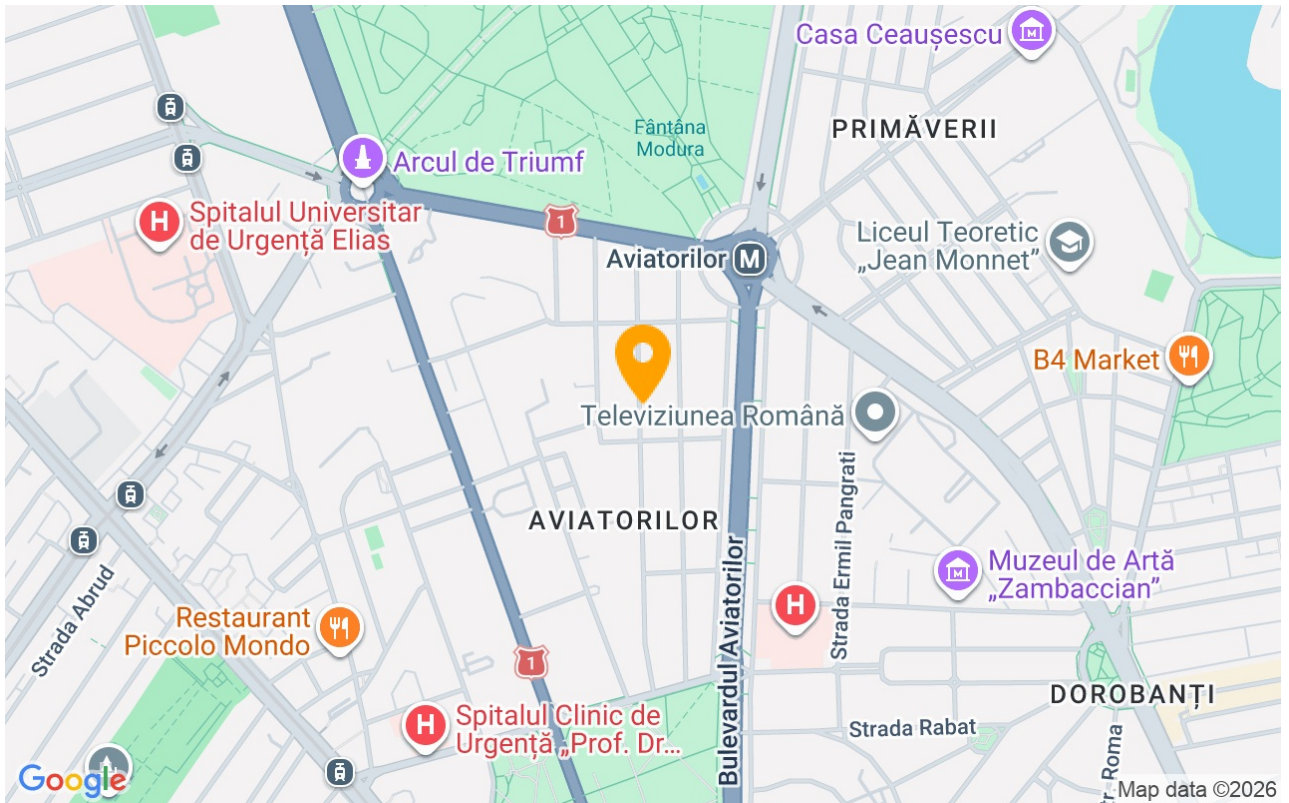 Casa Ceaușescu
Fântâna
Modura
PRIMĂVERII
Arcul de Triumf
Spitalul Universitar
de Urgență Elias
1
Aviatorilor
Liceul Teoretic
„Jean Monnet”
B4 Market
Televiziunea Română
AVIATORILOR
Strada Ermil Pangrati
Bulevardul Aviatorilor
Muzeul de Artă
„Zambaccian”
Strada Abrud
Restaurant
Piccolo Mondo
1
DOROBANȚI
Spitalul Clinic de
Urgență „Prof. Dr...
Strada Rabat
Roma
Google
Map data ©2026